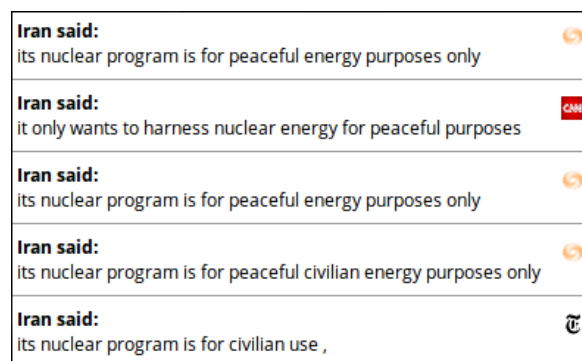 Iran said:
its nuclear program is for peaceful energy purposes only
Iran said:
CNN
it only wants to harness nuclear energy for peaceful purposes
Iran said:
its nuclear program is for peaceful energy purposes only
Iran said:
its nuclear program is for peaceful civilian energy purposes only
Iran said:
T
its nuclear program is for civilian use ,